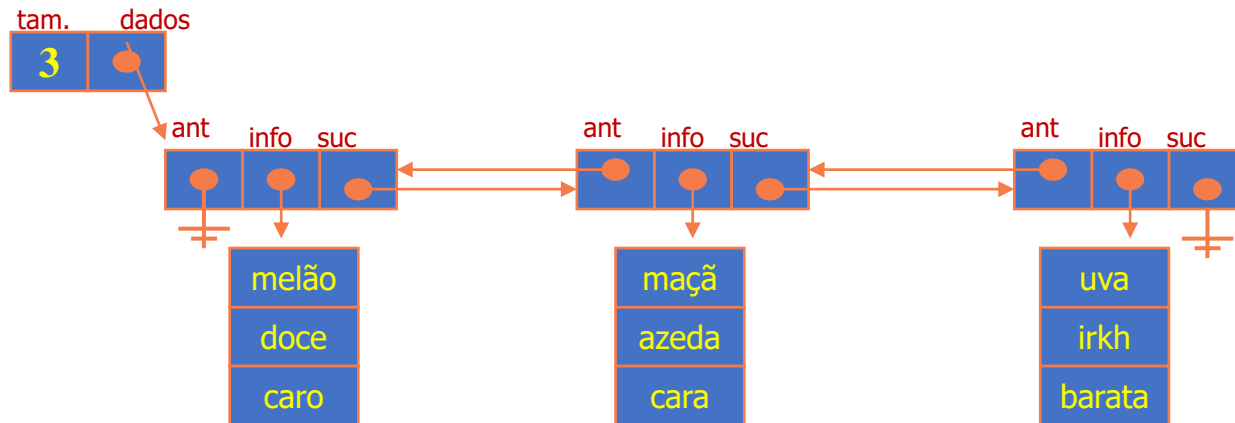 tam. dados
3
ant info suc
ant info suc
ant info suc
melão
doce
caro
maçã
azeda
cara
uva
irkh
barata